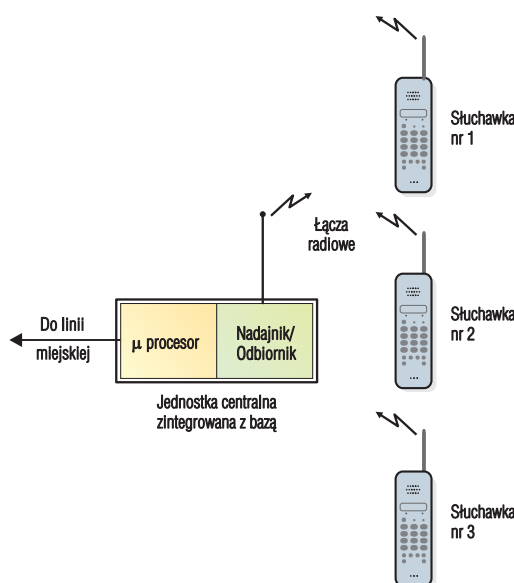 Słuchawka
nr 1
Łącza
radiowe
Do linii
miejskiej
μ procesor
Nadajnik/
Odbiornik
Słuchawka
nr 2
Jednostka centralna
zintegrowana z bazą
Słuchawka
nr 3